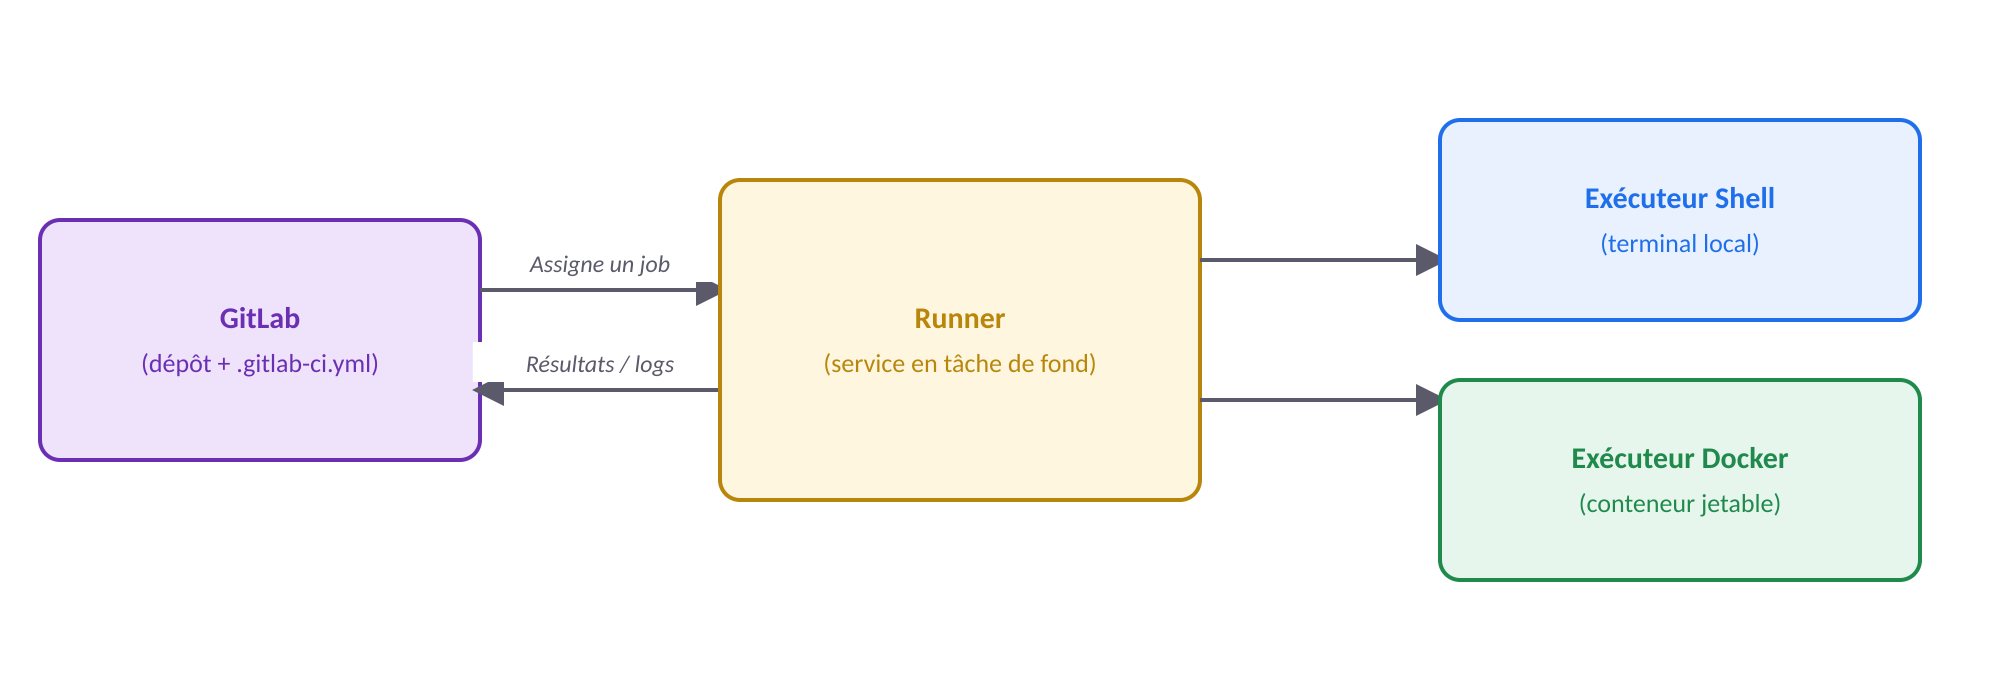 GitLab
(dépôt + .gitlab-ci.yml)
Assigne un job
Résultats / logs
Runner
(service en tâche de fond)
Exécuteur Shell
(terminal local)
Exécuteur Docker
(conteneur jetable)